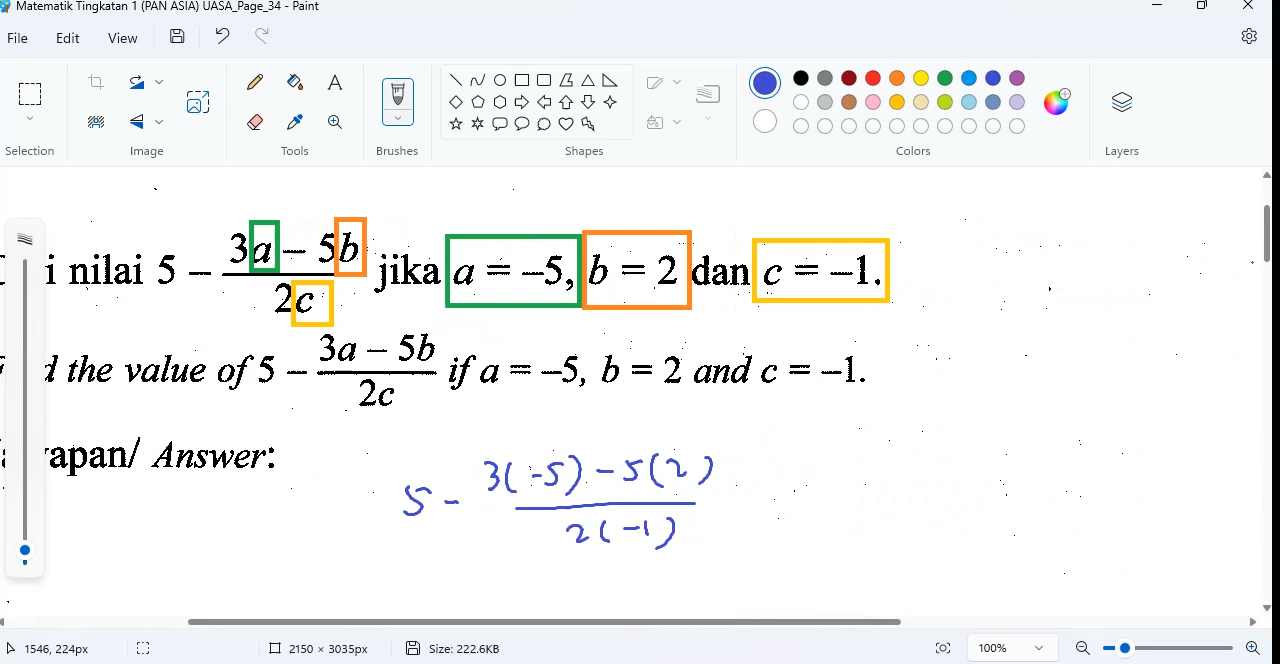 Matematik Tingkatan 1 (PAN ASIA) UASA_Page_34 - Paint
File Edit View
Selection Image Tools Brushes Shapes Colors Layers
i nilai 5 – (3a – 5b)/(2c) jika a = –5, b = 2 dan c = –1.
d the value of 5 – (3a – 5b)/(2c) if a = –5, b = 2 and c = –1.
apan/ Answer:
5 - (3(-5) - 5(2))/(2(-1))
1546, 224px 2150 × 3035px Size: 222.6KB 100%